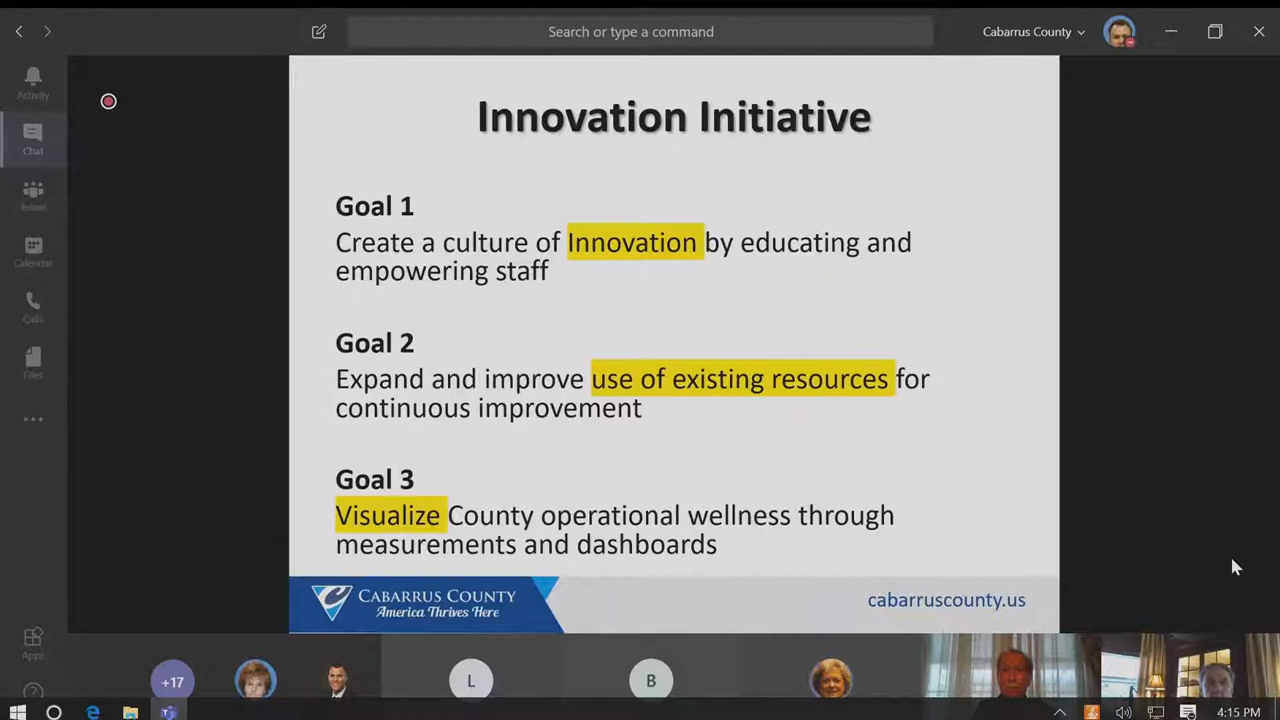 Search or type a command
Cabarrus County
Activity
Chat
Teams
Calendar
Calls
Files
Apps
Innovation Initiative
Goal 1
Create a culture of Innovation by educating and
empowering staff
Goal 2
Expand and improve use of existing resources for
continuous improvement
Goal 3
Visualize County operational wellness through
measurements and dashboards
CABARRUS COUNTY
America Thrives Here
cabarruscounty.us
+17
L
B
4:15 PM